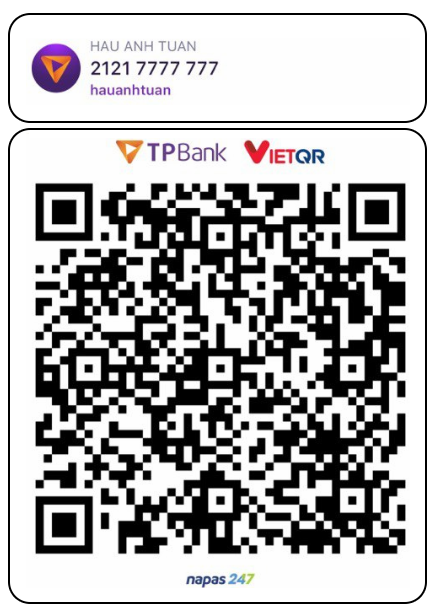 HAU ANH TUAN
2121 7777 777
hauanhtuan
TPBank VIETQR
napas 247